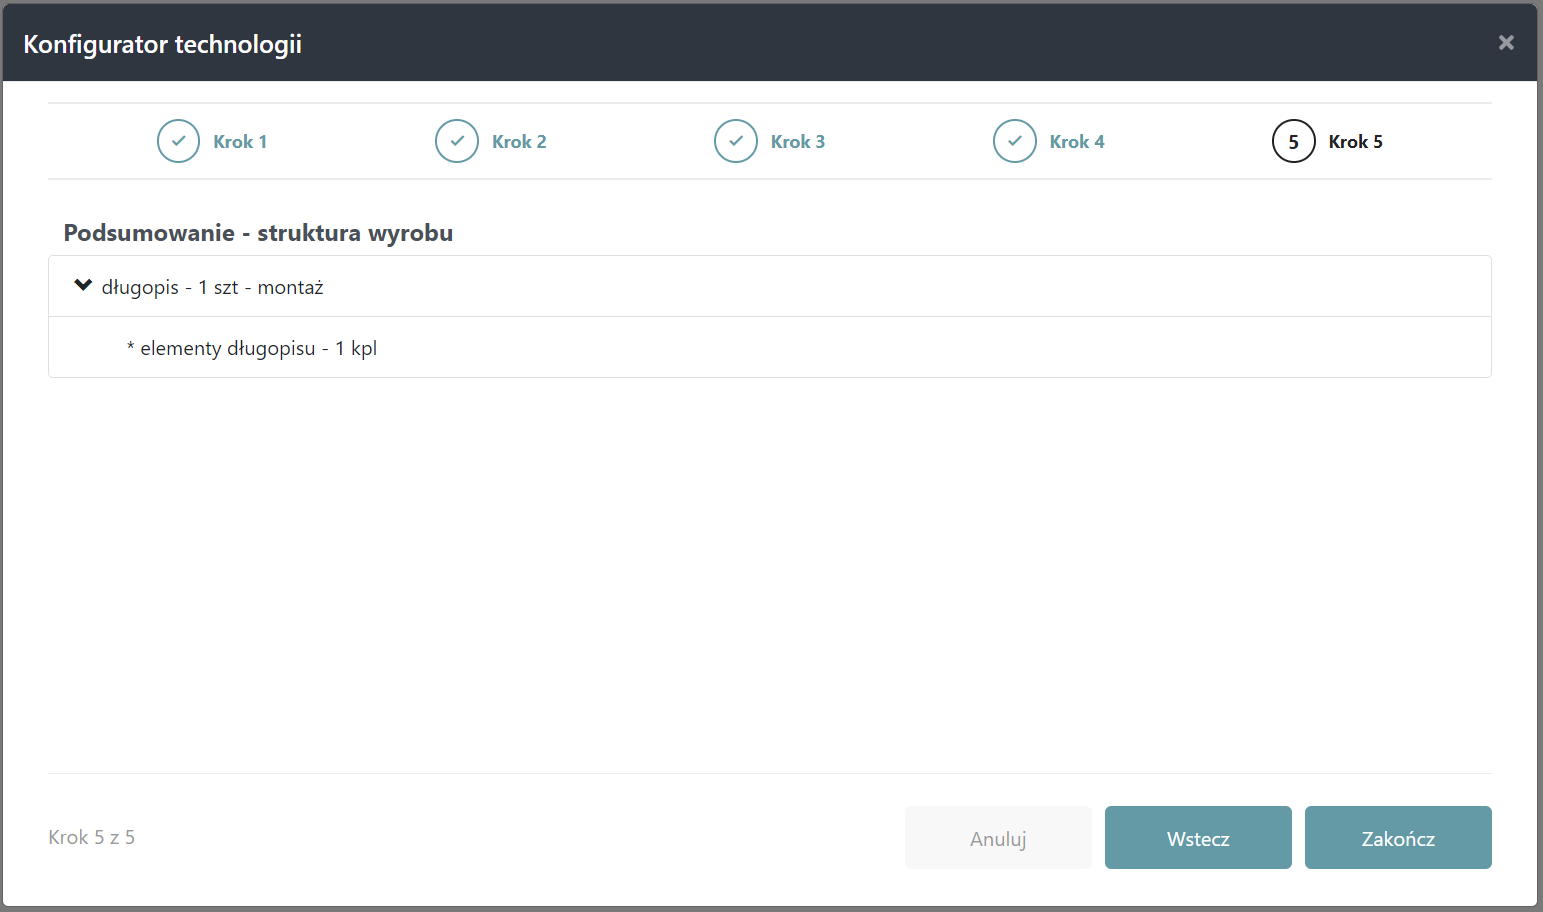 Konfigurator technologii
Krok 1 Krok 2 Krok 3 Krok 4 5 Krok 5
Podsumowanie - struktura wyrobu
długopis - 1 szt - montaż
* elementy długopisu - 1 kpl
Krok 5 z 5 Anuluj Wstecz Zakończ